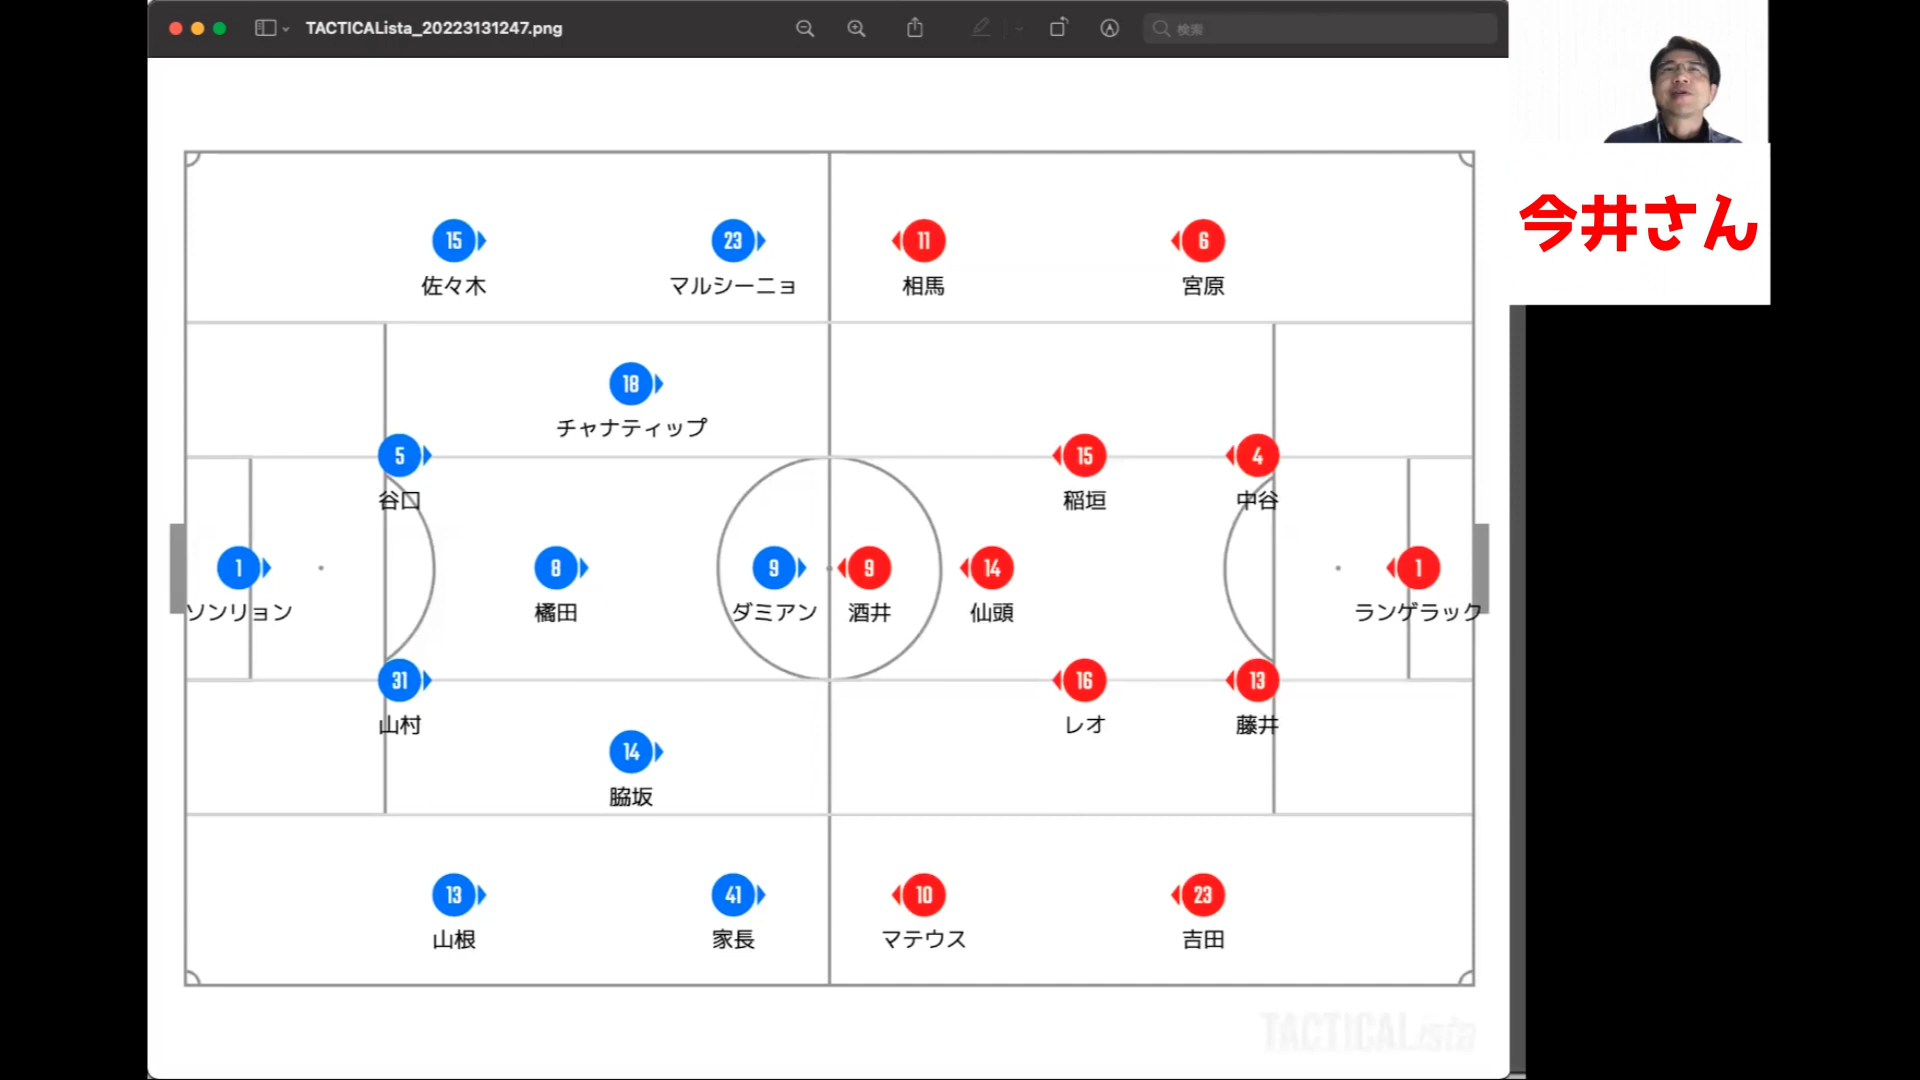 TACTICALista_20223131247.png
検索
今井さん
15
佐々木
23
マルシーニョ
11
相馬
6
宮原
18
チャナティップ
5
谷口
15
稲垣
4
中谷
1
ソンリョン
8
橘田
9
ダミアン
9
酒井
14
仙頭
1
ランゲラック
31
山村
16
レオ
13
藤井
14
脇坂
13
山根
41
家長
10
マテウス
23
吉田
TACTICALista